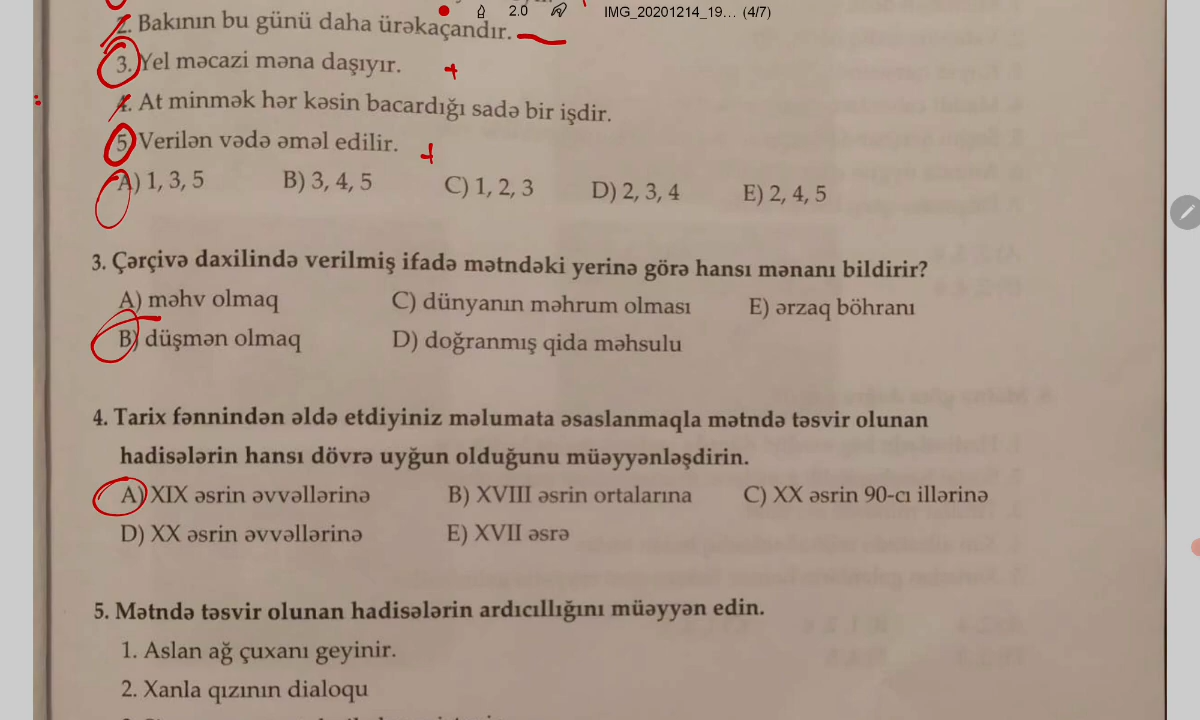 2.0 IMG_20201214_19... (4/7)
2. Bakının bu günü daha ürəkaçandır.
3. Yel məcazi məna daşıyır. +
4. At minmək hər kəsin bacardığı sadə bir işdir.
5. Verilən vədə əməl edilir. +
A) 1, 3, 5 B) 3, 4, 5 C) 1, 2, 3 D) 2, 3, 4 E) 2, 4, 5
3. Çərçivə daxilində verilmiş ifadə mətndəki yerinə görə hansı mənanı bildirir?
A) məhv olmaq C) dünyanın məhrum olması E) ərzaq böhranı
B) düşmən olmaq D) doğranmış qida məhsulu
4. Tarix fənnindən əldə etdiyiniz məlumata əsaslanmaqla mətndə təsvir olunan
hadisələrin hansı dövrə uyğun olduğunu müəyyənləşdirin.
A) XIX əsrin əvvəllərinə B) XVIII əsrin ortalarına C) XX əsrin 90-cı illərinə
D) XX əsrin əvvəllərinə E) XVII əsrə
5. Mətndə təsvir olunan hadisələrin ardıcıllığını müəyyən edin.
1. Aslan ağ çuxanı geyinir.
2. Xanla qızının dialoqu